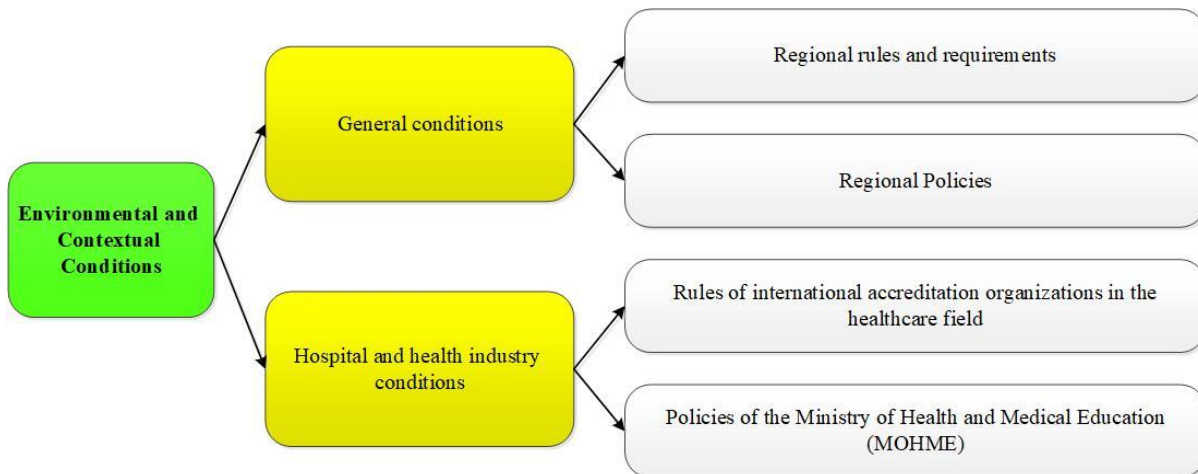 Environmental and
Contextual
Conditions
General conditions
Hospital and health industry
conditions
Regional rules and requirements
Regional Policies
Rules of international accreditation organizations in the
healthcare field
Policies of the Ministry of Health and Medical Education
(MOHME)